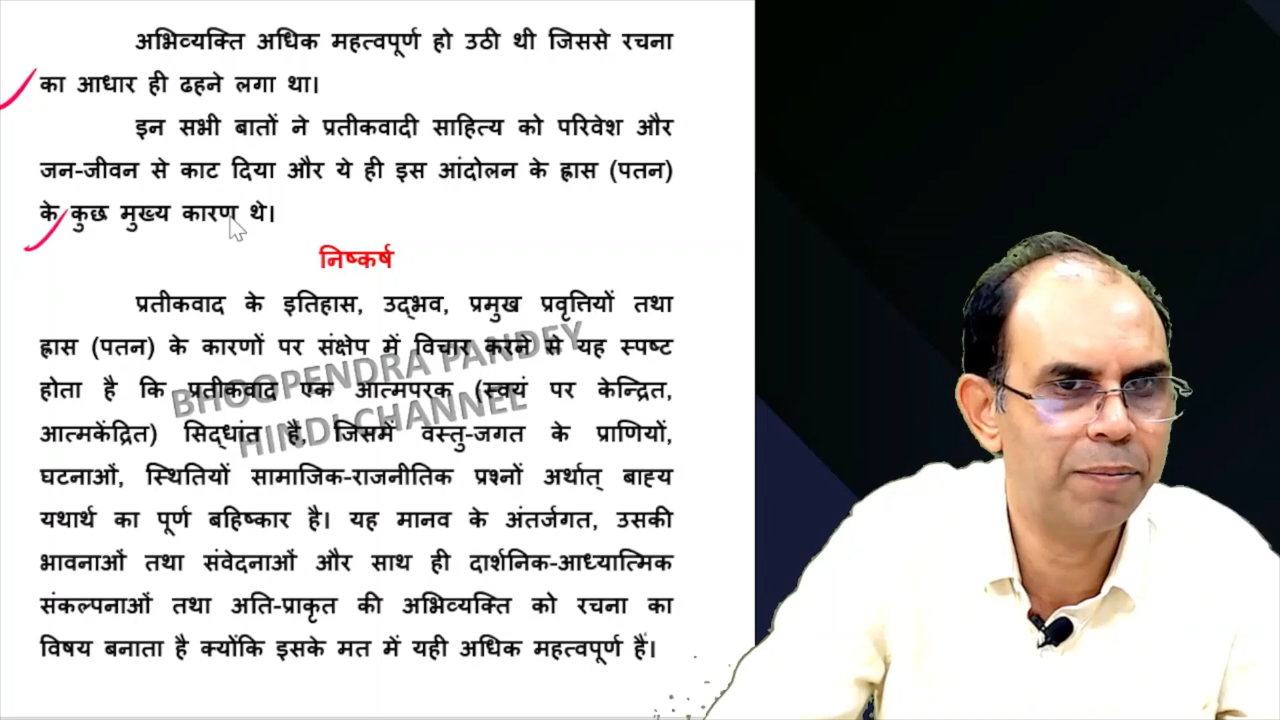 अभिव्यक्ति अधिक महत्वपूर्ण हो उठी थी जिससे रचना
का आधार ही ढहने लगा था।
इन सभी बातों ने प्रतीकवादी साहित्य को परिवेश और
जन-जीवन से काट दिया और ये ही इस आंदोलन के ह्रास (पतन)
के कुछ मुख्य कारण थे।
निष्कर्ष
प्रतीकवाद के इतिहास, उद्भव, प्रमुख प्रवृत्तियों तथा
ह्रास (पतन) के कारणों पर संक्षेप में विचार करने से यह स्पष्ट
होता है कि प्रतीकवाद एक आत्मपरक (स्वयं पर केन्द्रित,
आत्मकेंद्रित) सिद्धांत है, जिसमें वस्तु-जगत के प्राणियों,
घटनाओं, स्थितियों सामाजिक-राजनीतिक प्रश्नों अर्थात् बाह्य
यथार्थ का पूर्ण बहिष्कार है। यह मानव के अंतर्जगत, उसकी
भावनाओं तथा संवेदनाओं और साथ ही दार्शनिक-आध्यात्मिक
संकल्पनाओं तथा अति-प्राकृत की अभिव्यक्ति को रचना का
विषय बनाता है क्योंकि इसके मत में यही अधिक महत्वपूर्ण हैं।
BHOOPENDRA PANDEY
HINDI CHANNEL